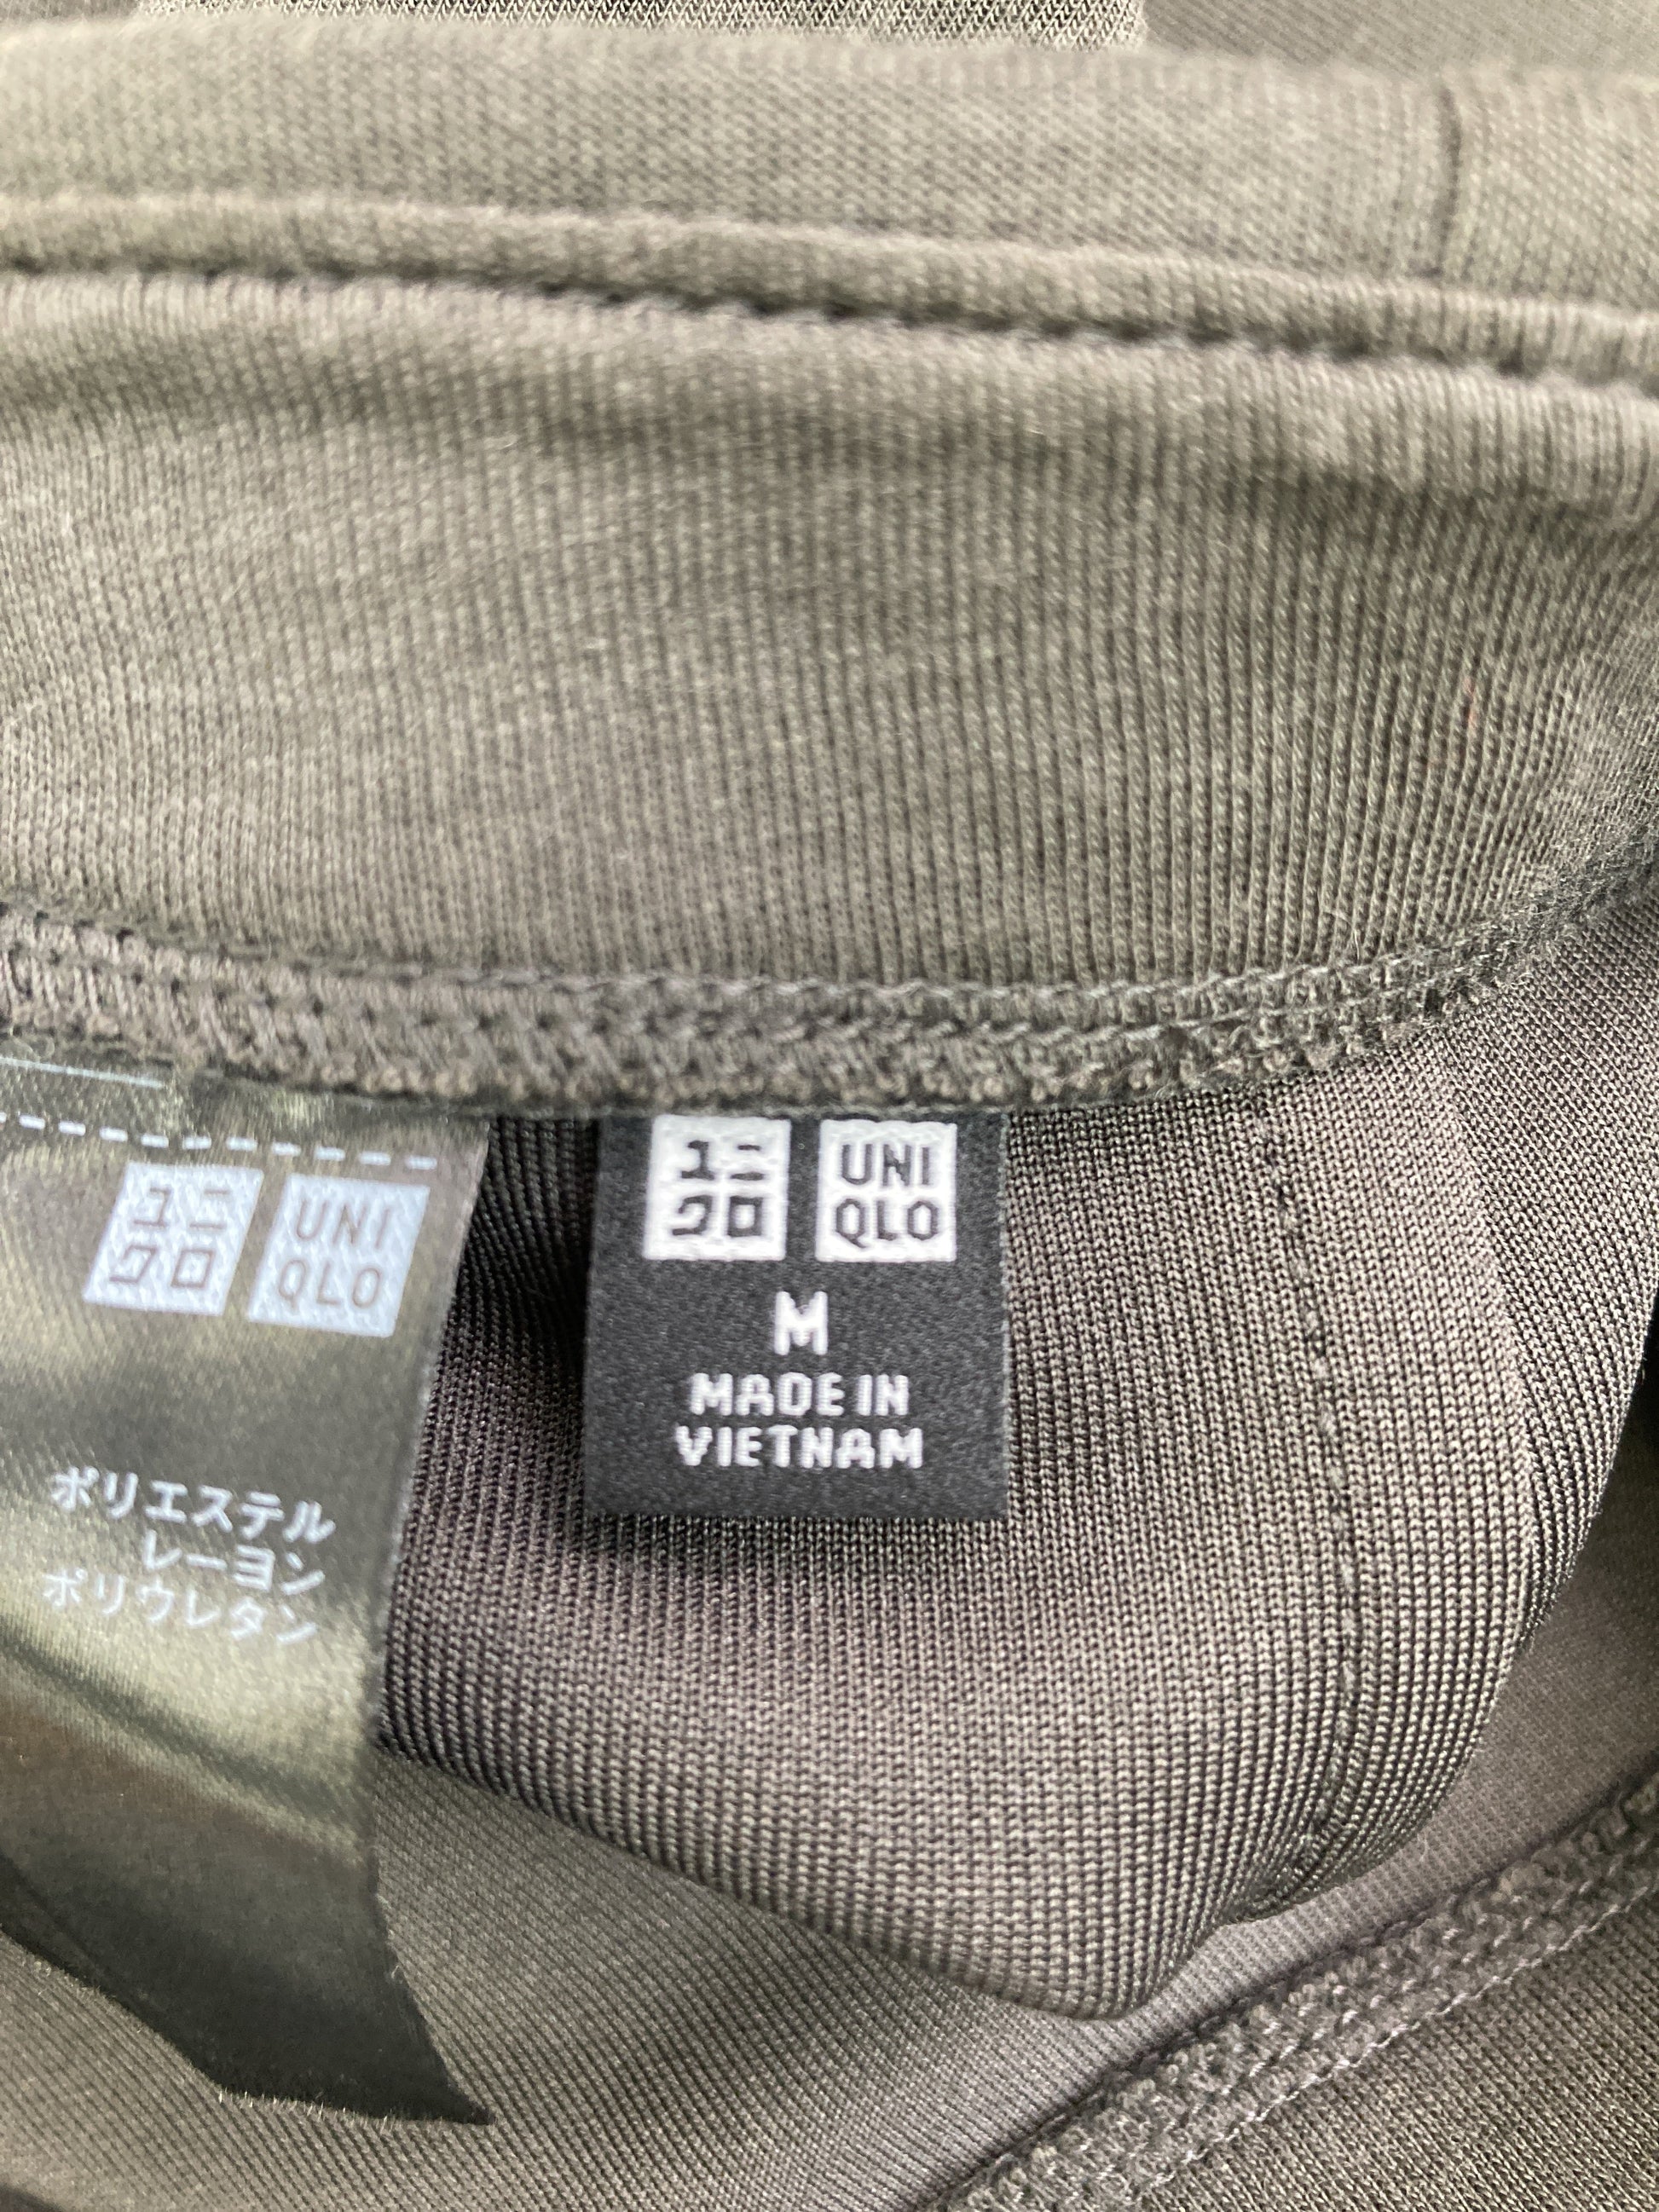 ユニ UNI
クロ QLO
ポリエステル
レーヨン
ポリウレタン
ユニ UNI
クロ QLO
M
MADE IN
VIETNAM